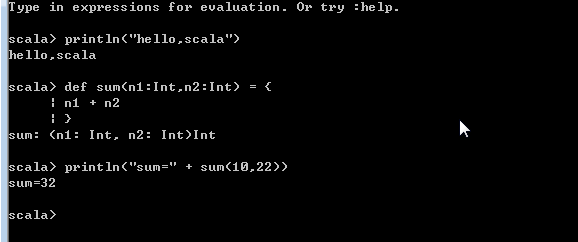 Type in expressions for evaluation. Or try :help.
scala> println("hello,scala")
hello,scala
scala> def sum(n1:Int,n2:Int) = {
     | n1 + n2
     | }
sum: (n1: Int, n2: Int)Int
scala> println("sum=" + sum(10,22))
sum=32
scala>